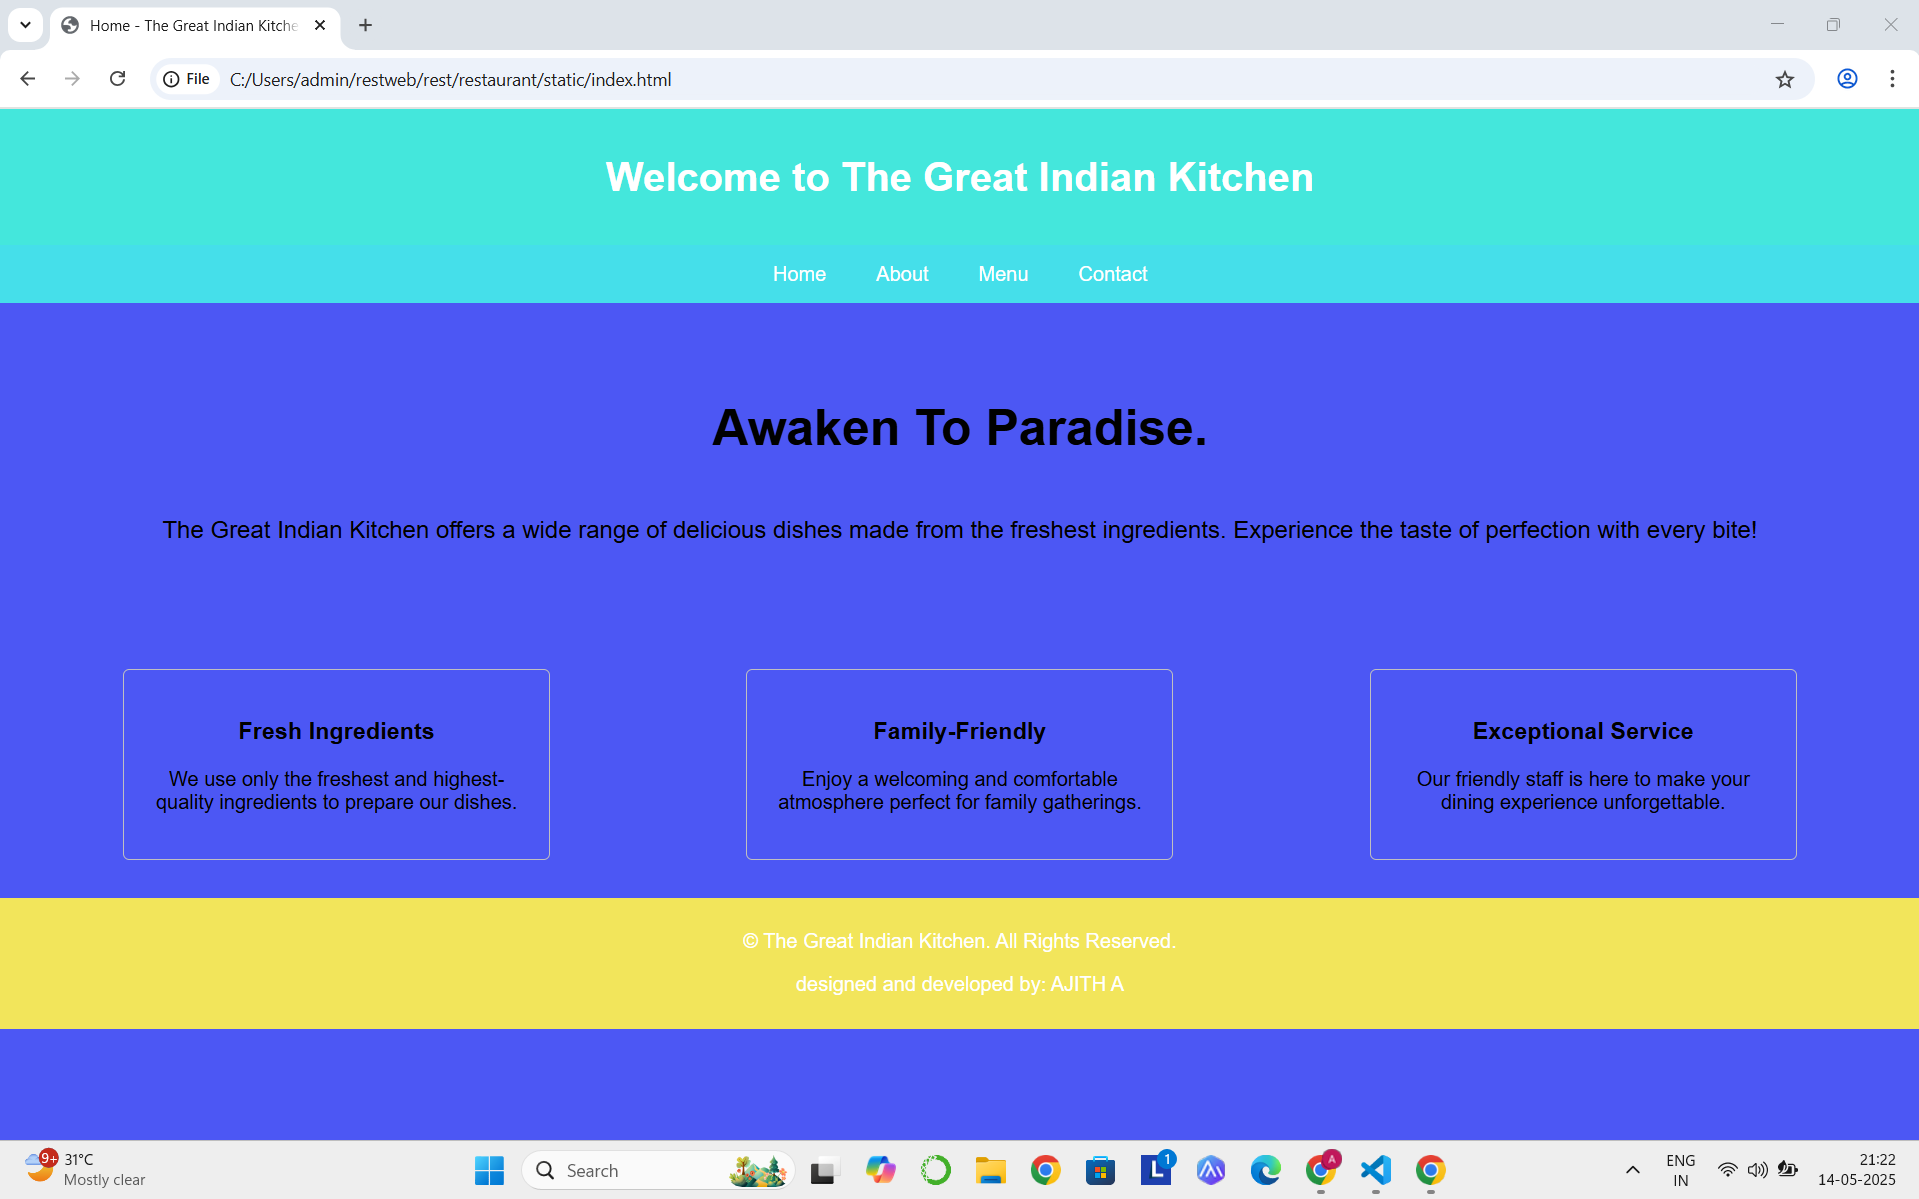 Home - The Great Indian Kitche
File
C:/Users/admin/restweb/rest/restaurant/static/index.html
Welcome to The Great Indian Kitchen
Home About Menu Contact
Awaken To Paradise.
The Great Indian Kitchen offers a wide range of delicious dishes made from the freshest ingredients. Experience the taste of perfection with every bite!
Fresh Ingredients
We use only the freshest and highest-
quality ingredients to prepare our dishes.
Family-Friendly
Enjoy a welcoming and comfortable
atmosphere perfect for family gatherings.
Exceptional Service
Our friendly staff is here to make your
dining experience unforgettable.
© The Great Indian Kitchen. All Rights Reserved.
designed and developed by: AJITH A
9+
31°C
Mostly clear
Search
L
1
A
ENG
IN
21:22
14-05-2025